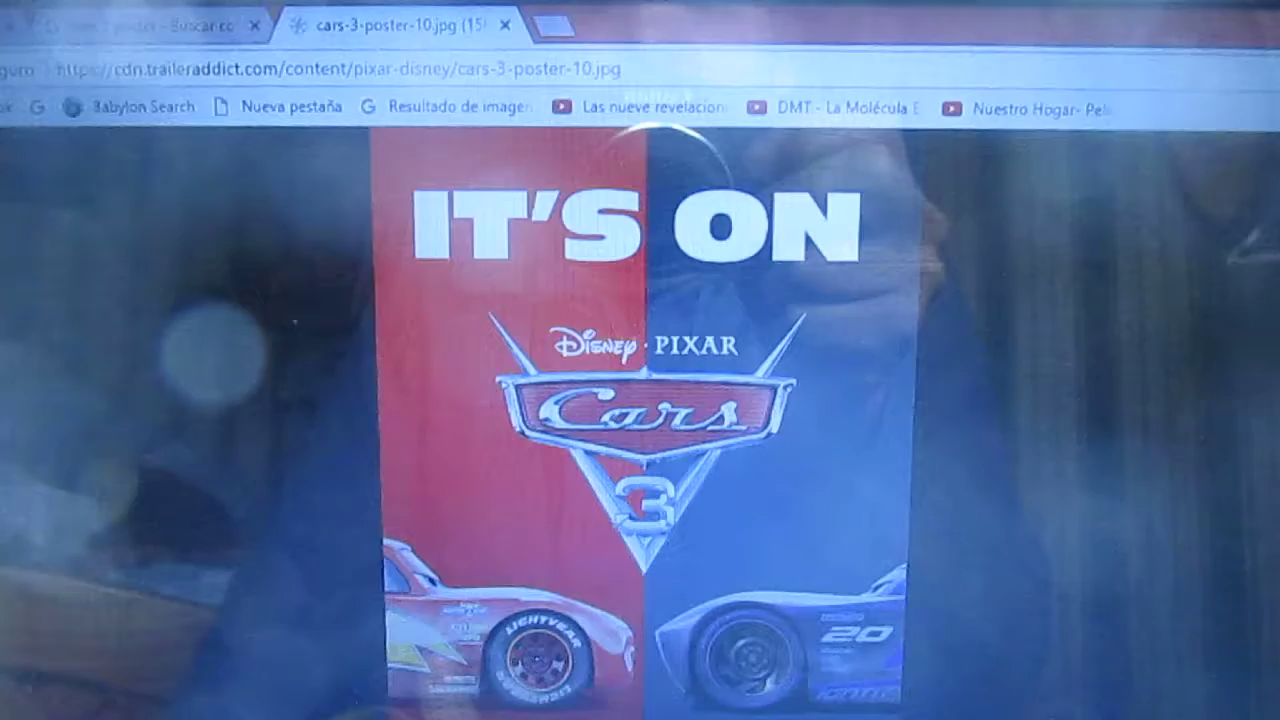 cars-3-poster-10.jpg (15
https://cdn.traileraddict.com/content/pixar-disney/cars-3-poster-10.jpg
G Babylon Search Nueva pestaña G Resultado de imagen Las nueve revelacion DMT - La Molécula E Nuestro Hogar- Pel
IT'S ON
DISNEY · PIXAR
Cars
3
LIGHTYEAR
20